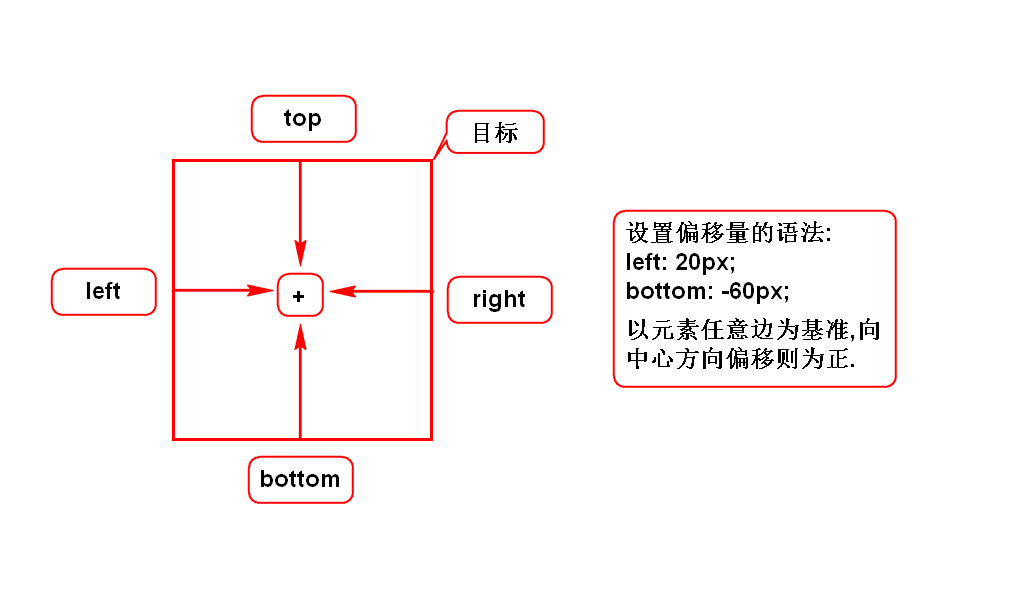 top
目标
left
+
right
bottom
设置偏移量的语法:
left: 20px;
bottom: -60px;
以元素任意边为基准,向
中心方向偏移则为正.